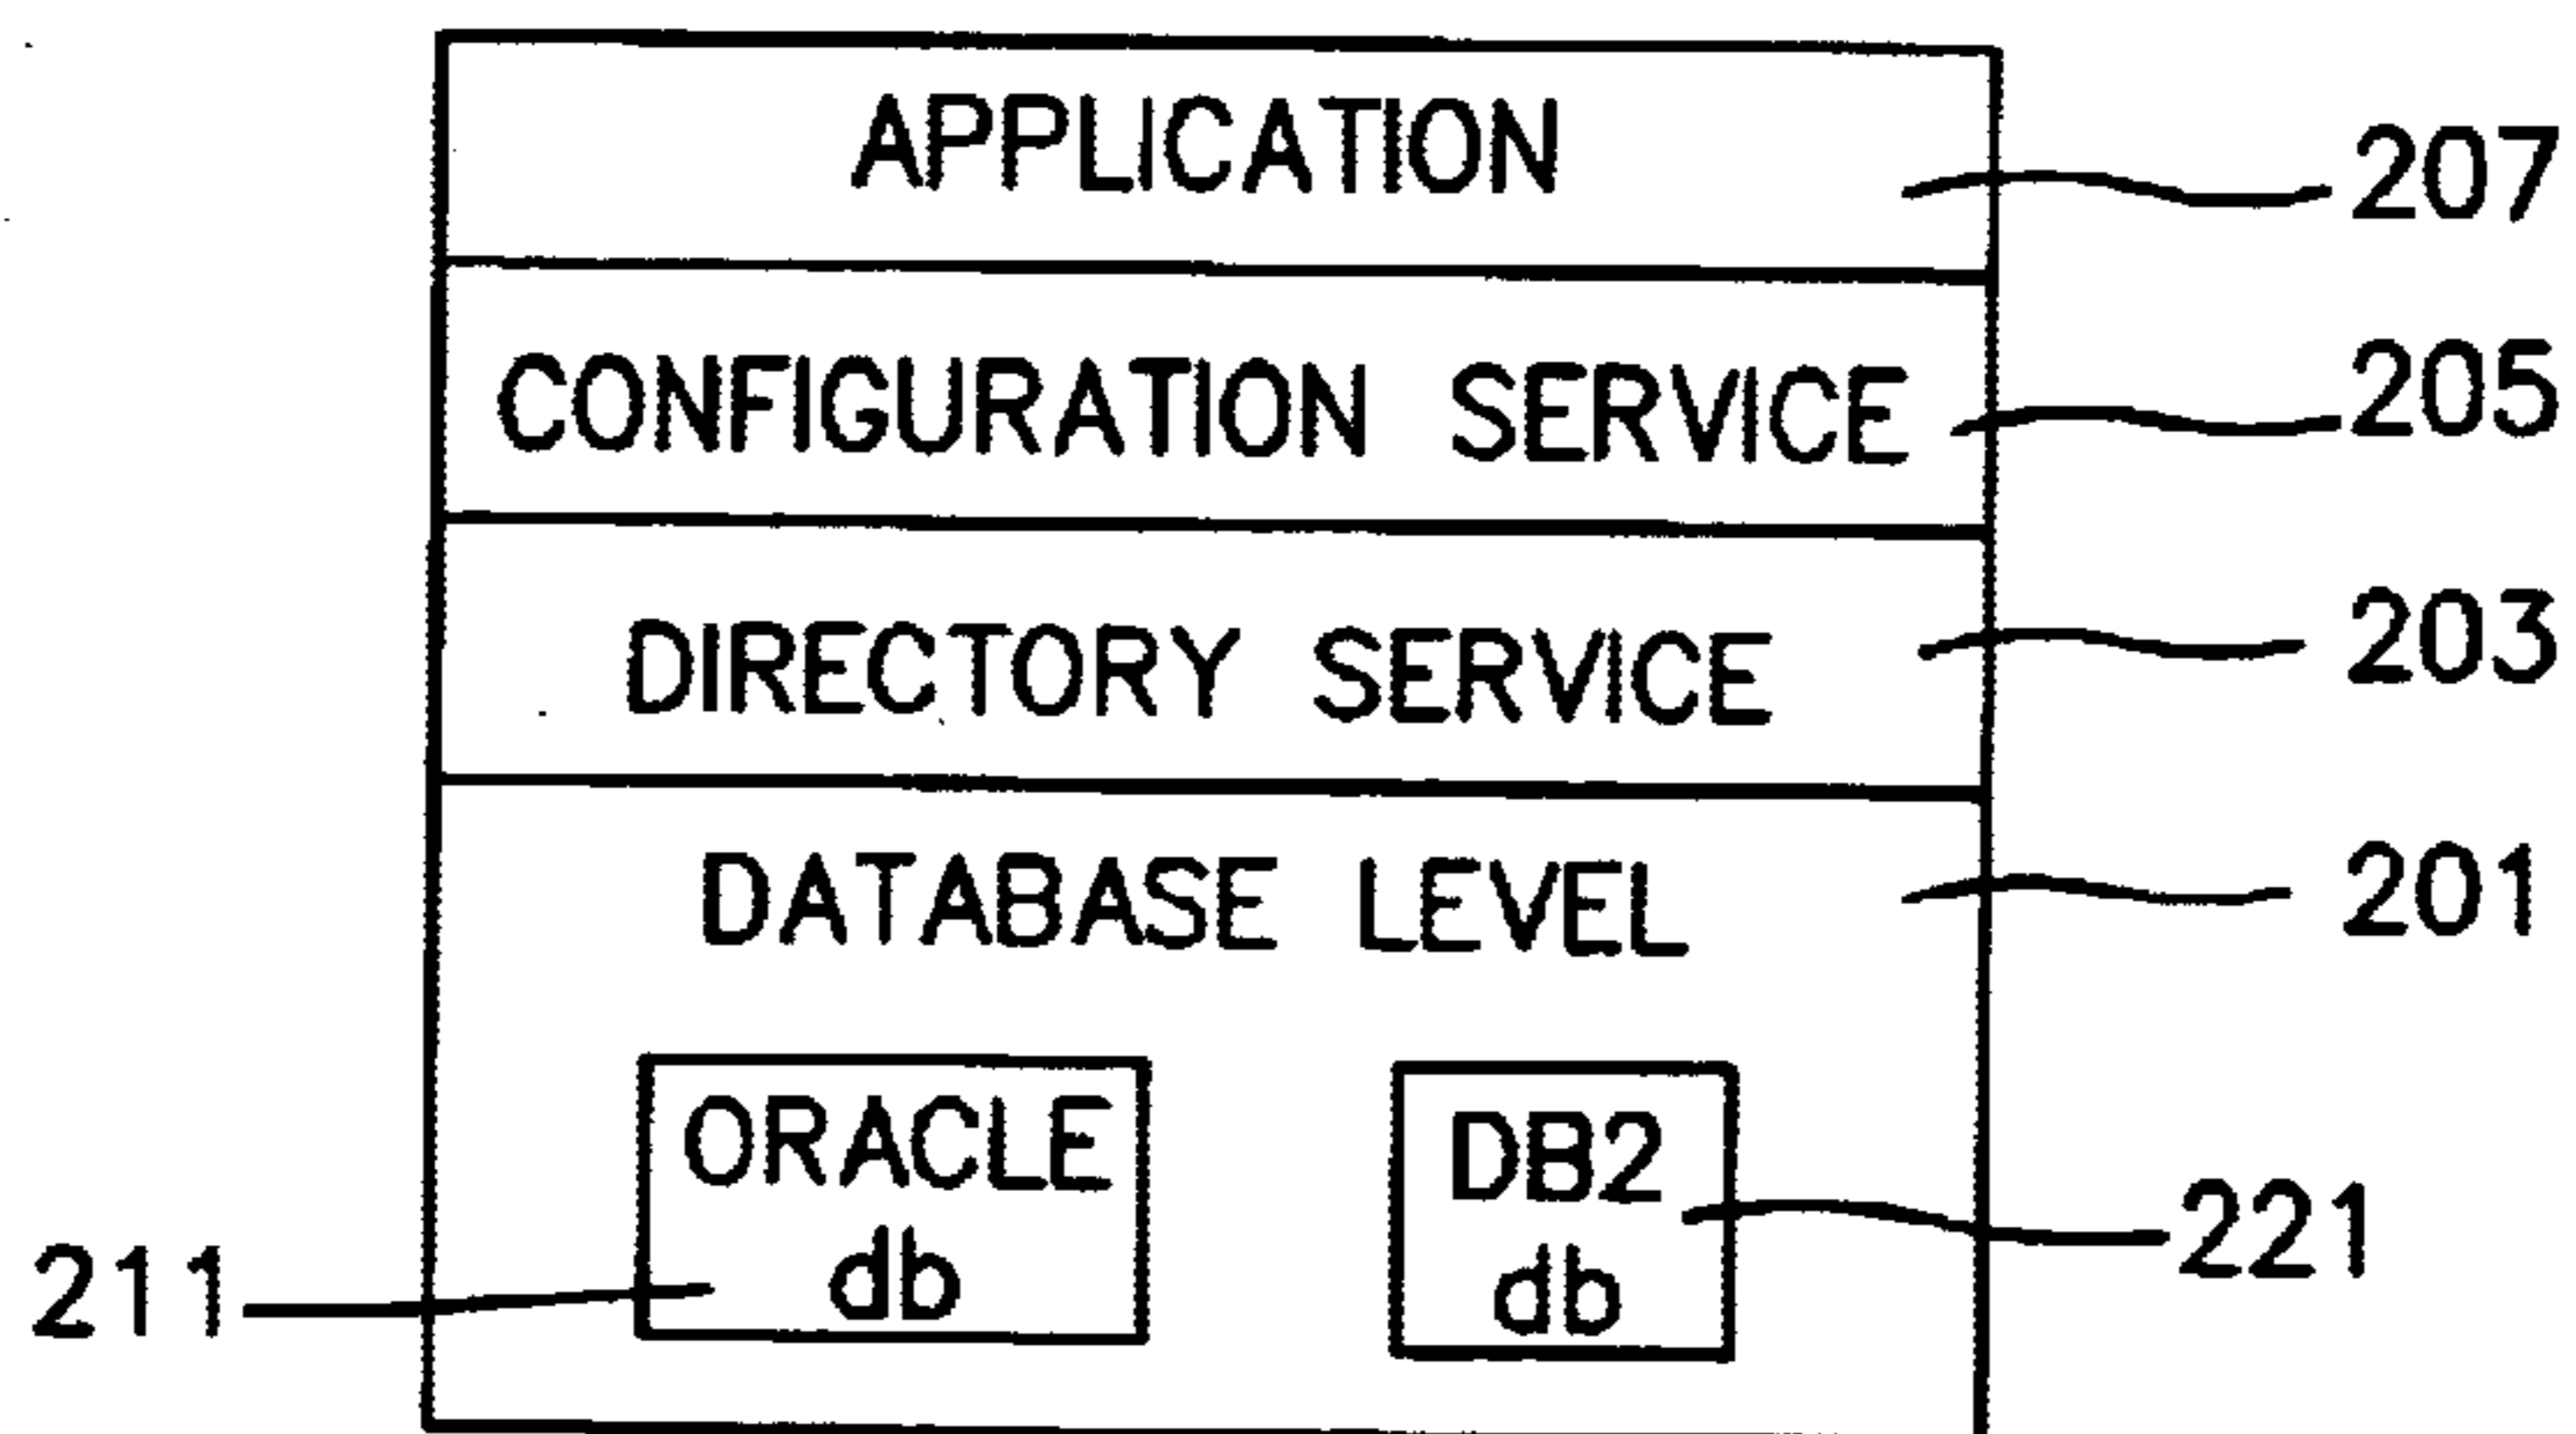 APPLICATION 207
CONFIGURATION SERVICE 205
DIRECTORY SERVICE 203
DATABASE LEVEL 201
ORACLE DB2 221
211 db db